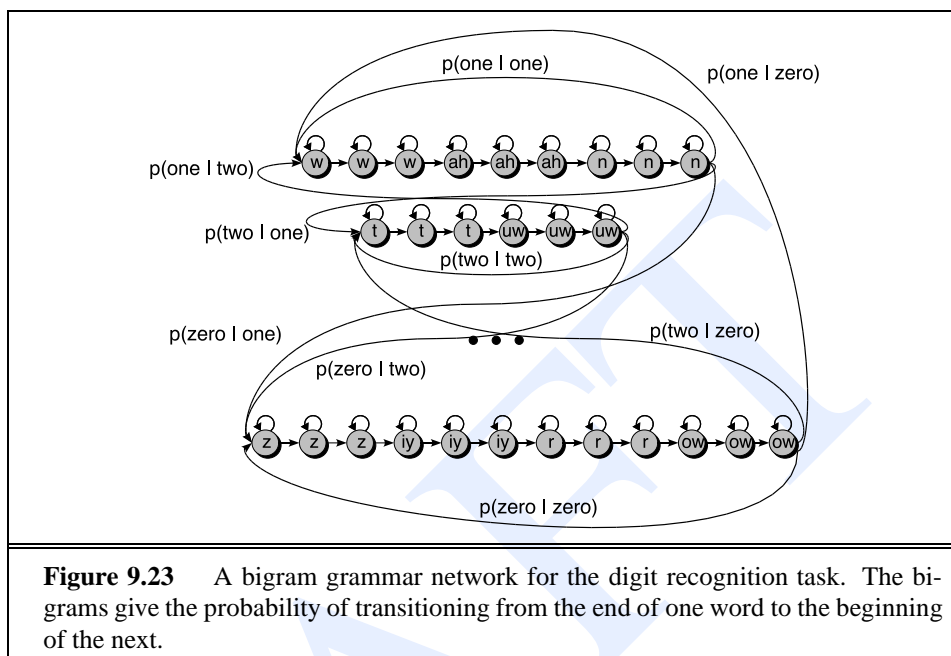 p(one | one)
p(one | zero)
w w w ah ah ah n n n
p(one | two)
t t t uw uw uw
p(two | one)
p(two | two)
p(zero | one)
p(two | zero)
p(zero | two)
z z z iy iy iy r r r ow ow ow
p(zero | zero)
Figure 9.23 A bigram grammar network for the digit recognition task. The bi-
grams give the probability of transitioning from the end of one word to the beginning
of the next.